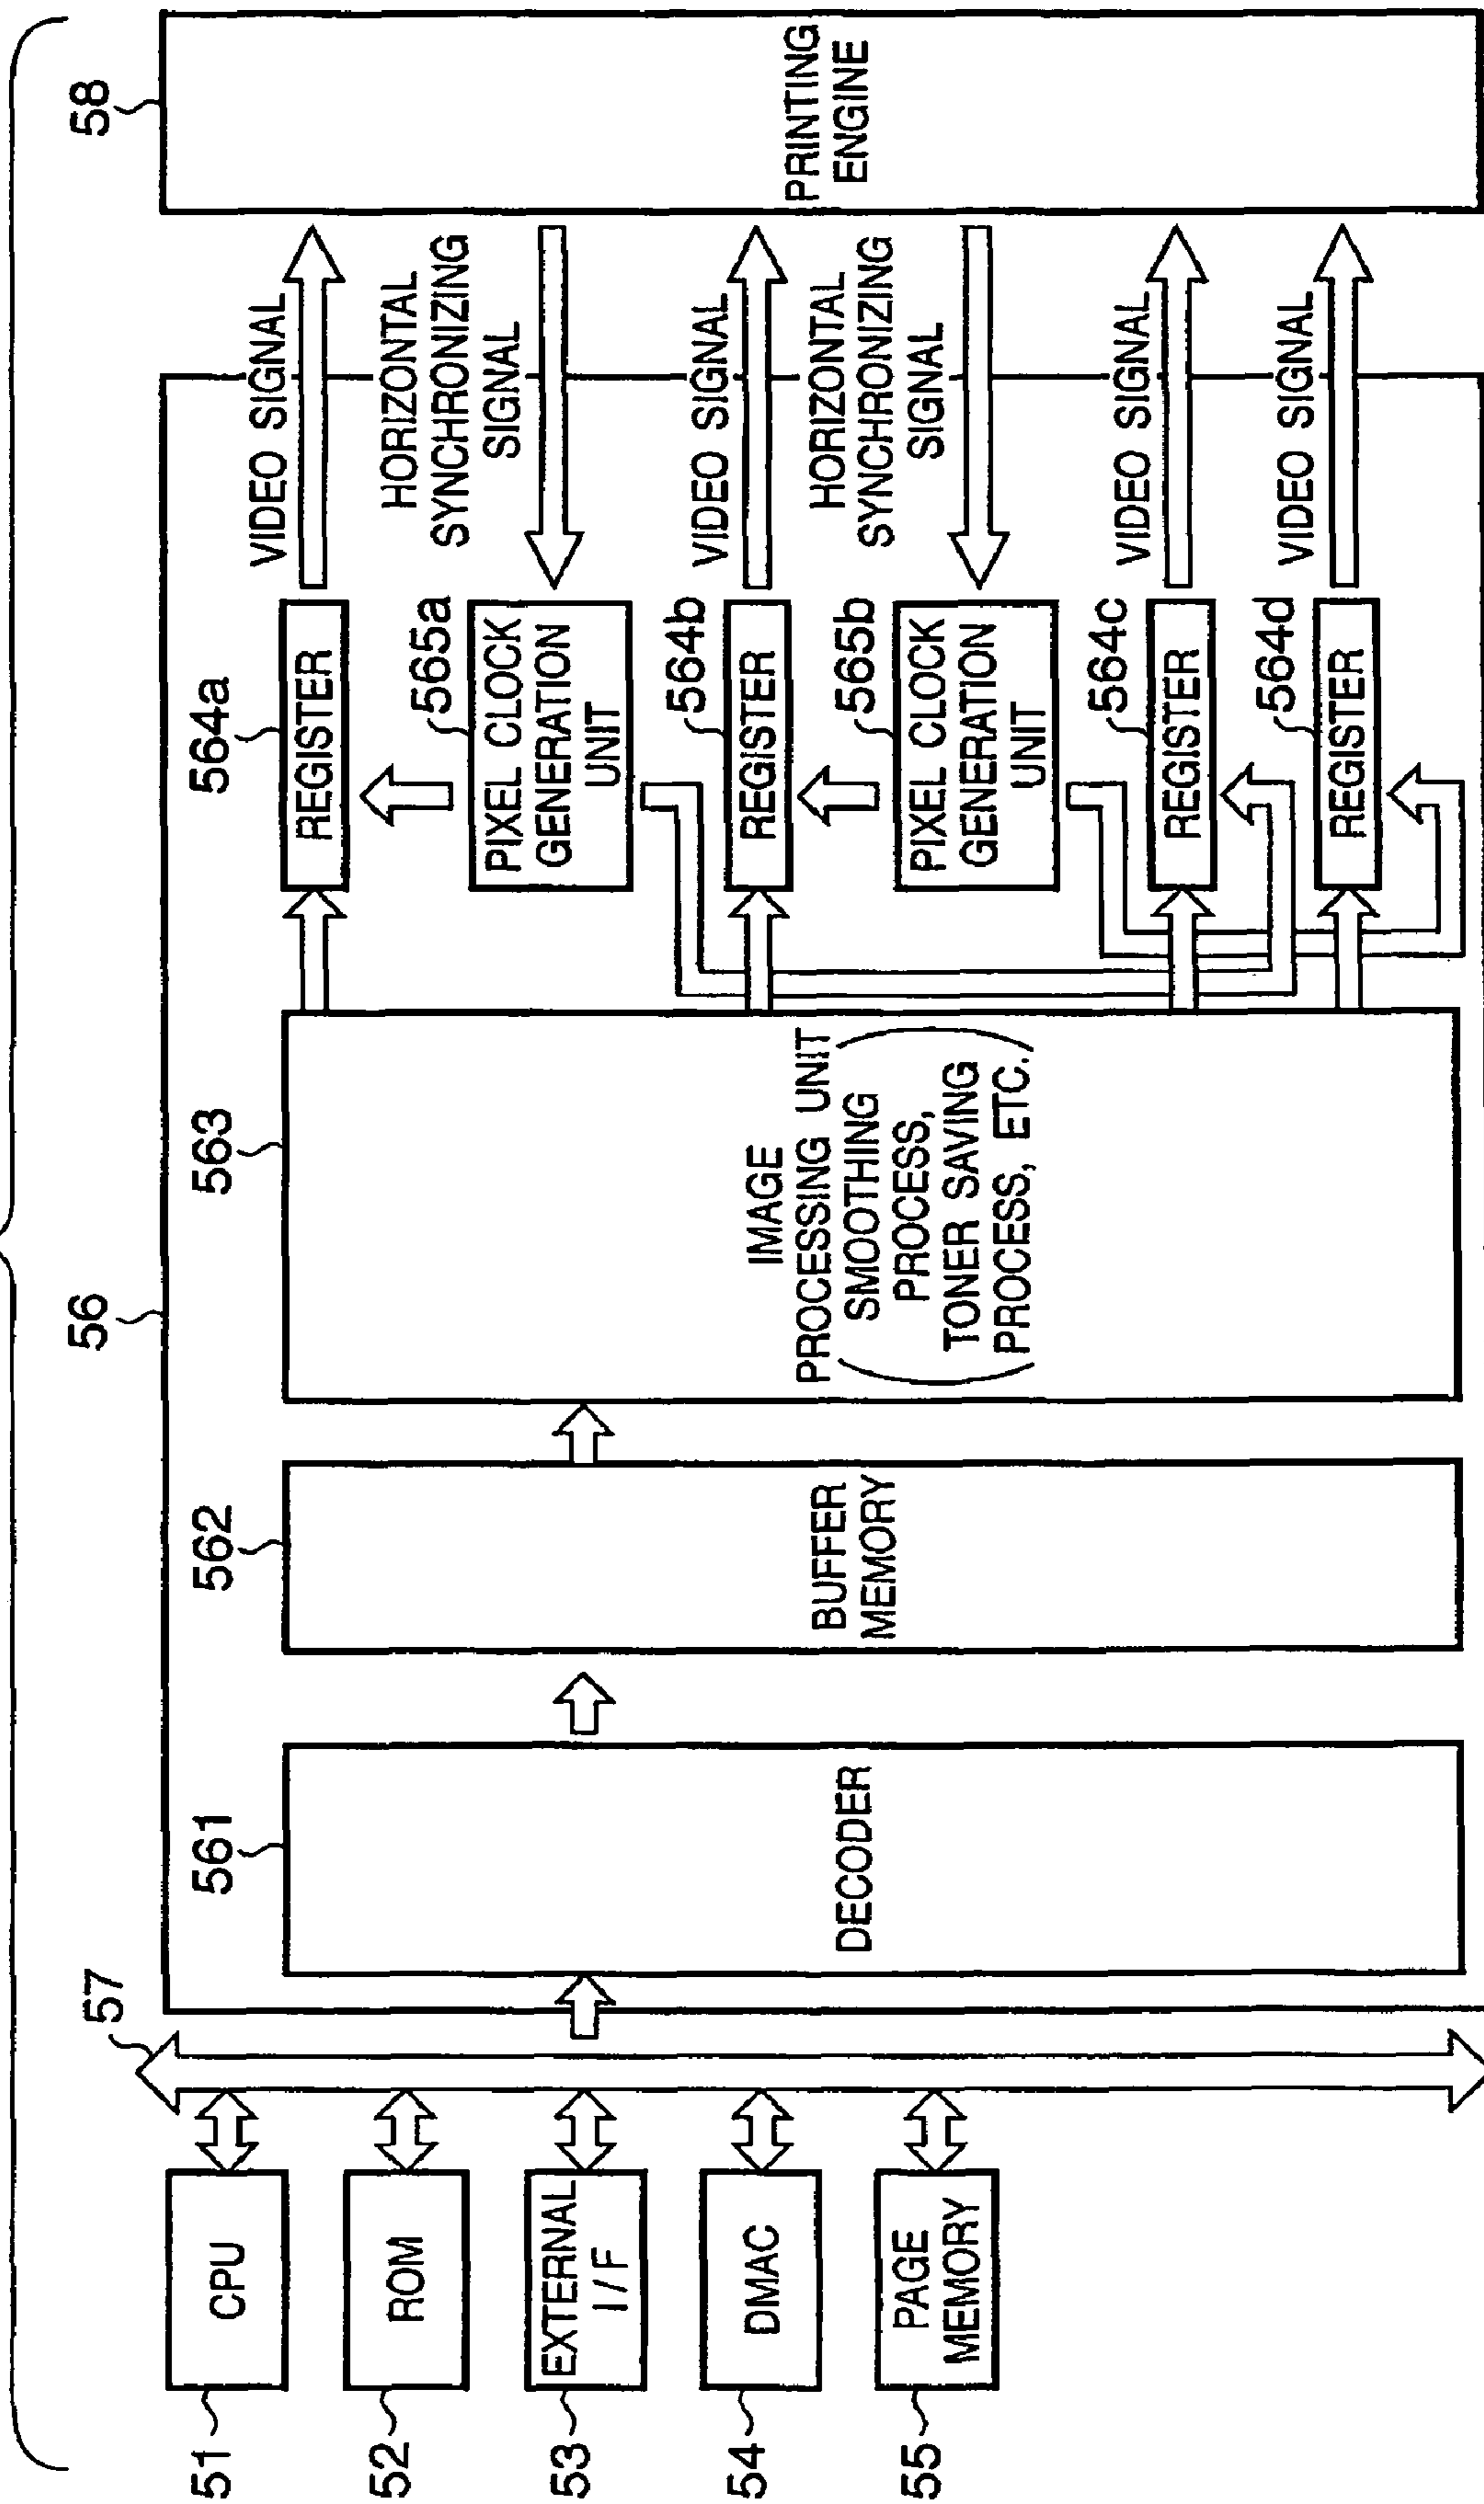 51
CPU
52
ROM
53
EXTERNAL
I/F
54
DMAC
55
PAGE
MEMORY
57
56
561
DECODER
562
BUFFER
MEMORY
563
IMAGE
PROCESSING UNIT
SMOOTHING
PROCESS,
TONER SAVING
PROCESS, ETC.
564a
REGISTER
565a
PIXEL CLOCK
GENERATION
UNIT
564b
REGISTER
565b
PIXEL CLOCK
GENERATION
UNIT
564c
REGISTER
564d
REGISTER
VIDEO SIGNAL
HORIZONTAL
SYNCHRONIZING
SIGNAL
VIDEO SIGNAL
HORIZONTAL
SYNCHRONIZING
SIGNAL
VIDEO SIGNAL
VIDEO SIGNAL
58
PRINTING
ENGINE